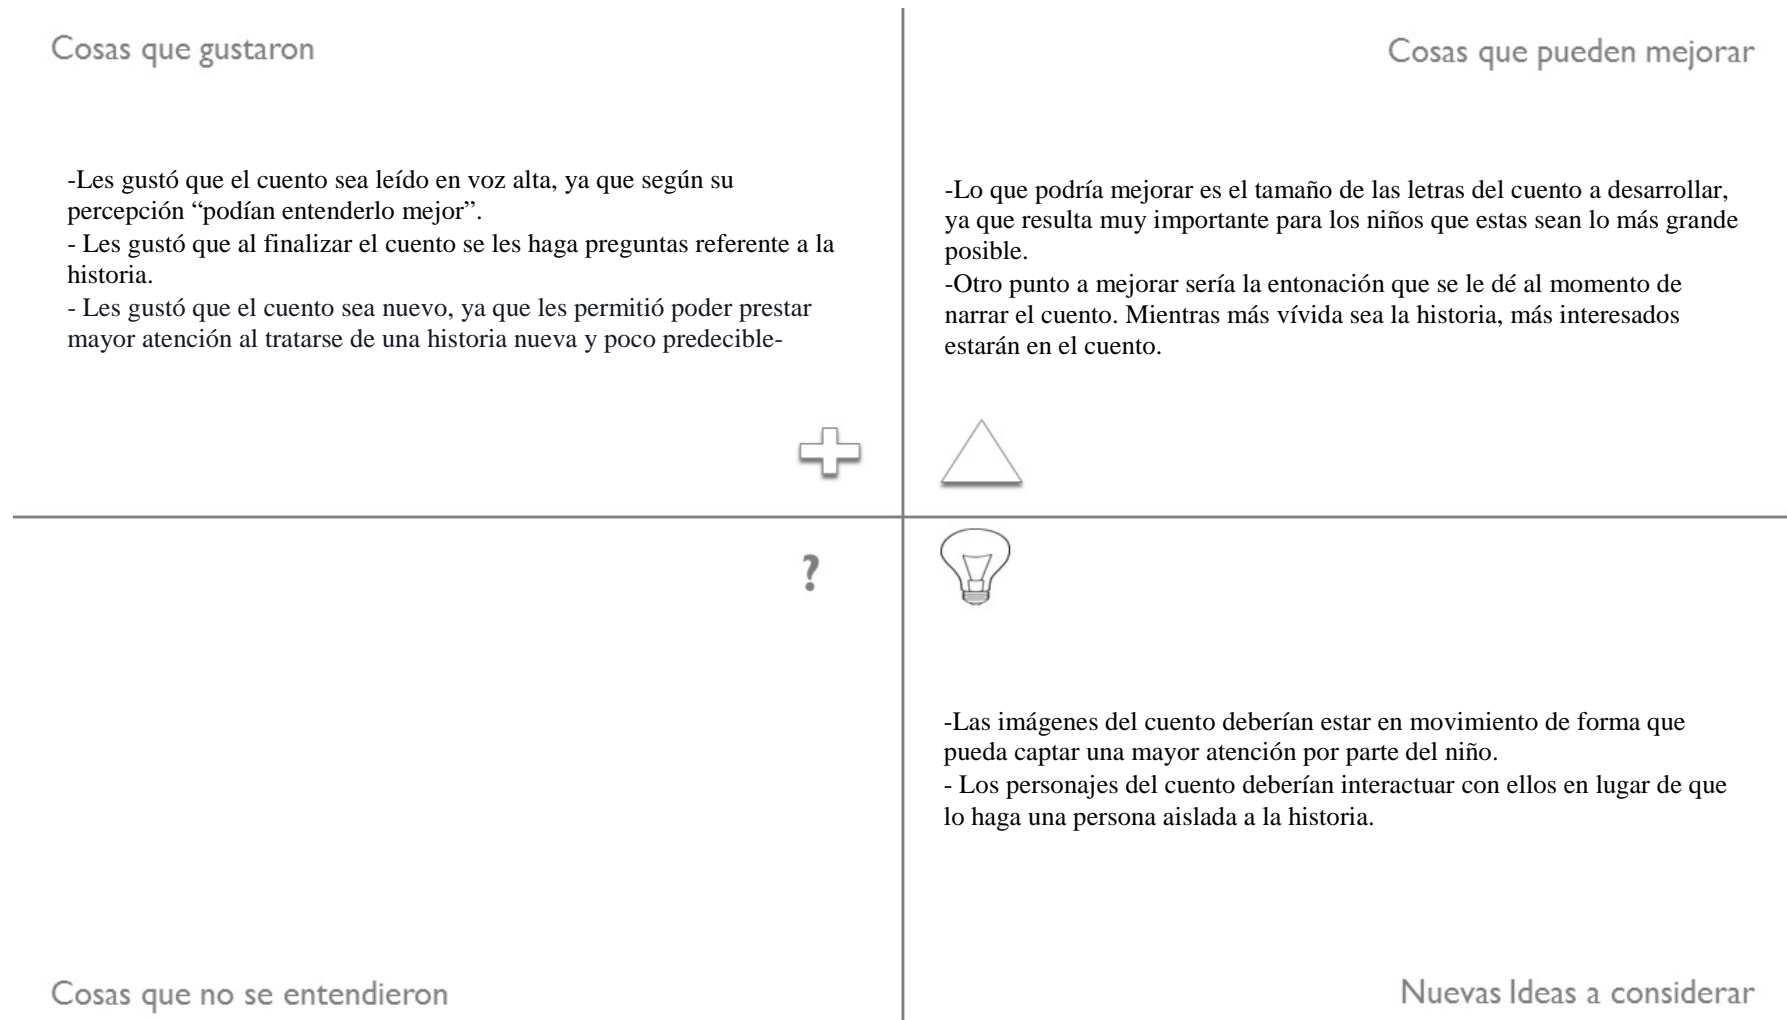 Cosas que gustaron
-Les gustó que el cuento sea leído en voz alta, ya que según su
percepción “podían entenderlo mejor”.
- Les gustó que al finalizar el cuento se les haga preguntas referente a la
historia.
- Les gustó que el cuento sea nuevo, ya que les permitió poder prestar
mayor atención al tratarse de una historia nueva y poco predecible-
Cosas que pueden mejorar
-Lo que podría mejorar es el tamaño de las letras del cuento a desarrollar,
ya que resulta muy importante para los niños que estas sean lo más grande
posible.
-Otro punto a mejorar sería la entonación que se le dé al momento de
narrar el cuento. Mientras más vívida sea la historia, más interesados
estarán en el cuento.
?
Cosas que no se entendieron
-Las imágenes del cuento deberían estar en movimiento de forma que
pueda captar una mayor atención por parte del niño.
- Los personajes del cuento deberían interactuar con ellos en lugar de que
lo haga una persona aislada a la historia.
Nuevas Ideas a considerar